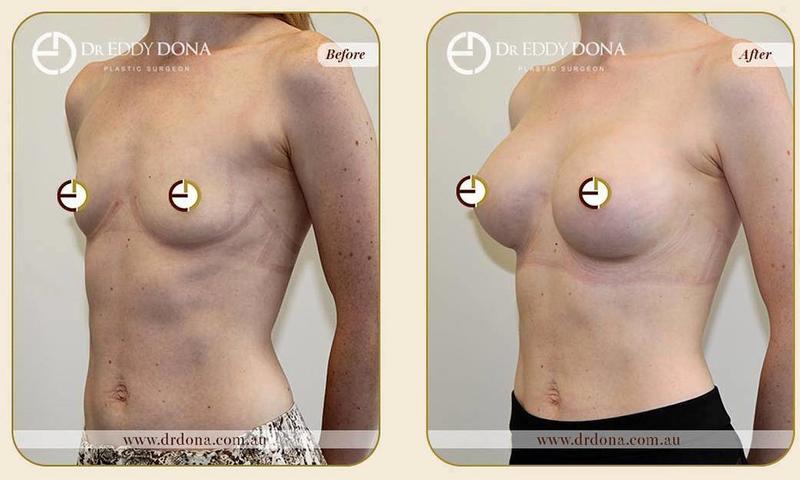 DR EDDY DONA
PLASTIC SURGEON
Before
www.drdona.com.au
DR EDDY DONA
PLASTIC SURGEON
After
www.drdona.com.au